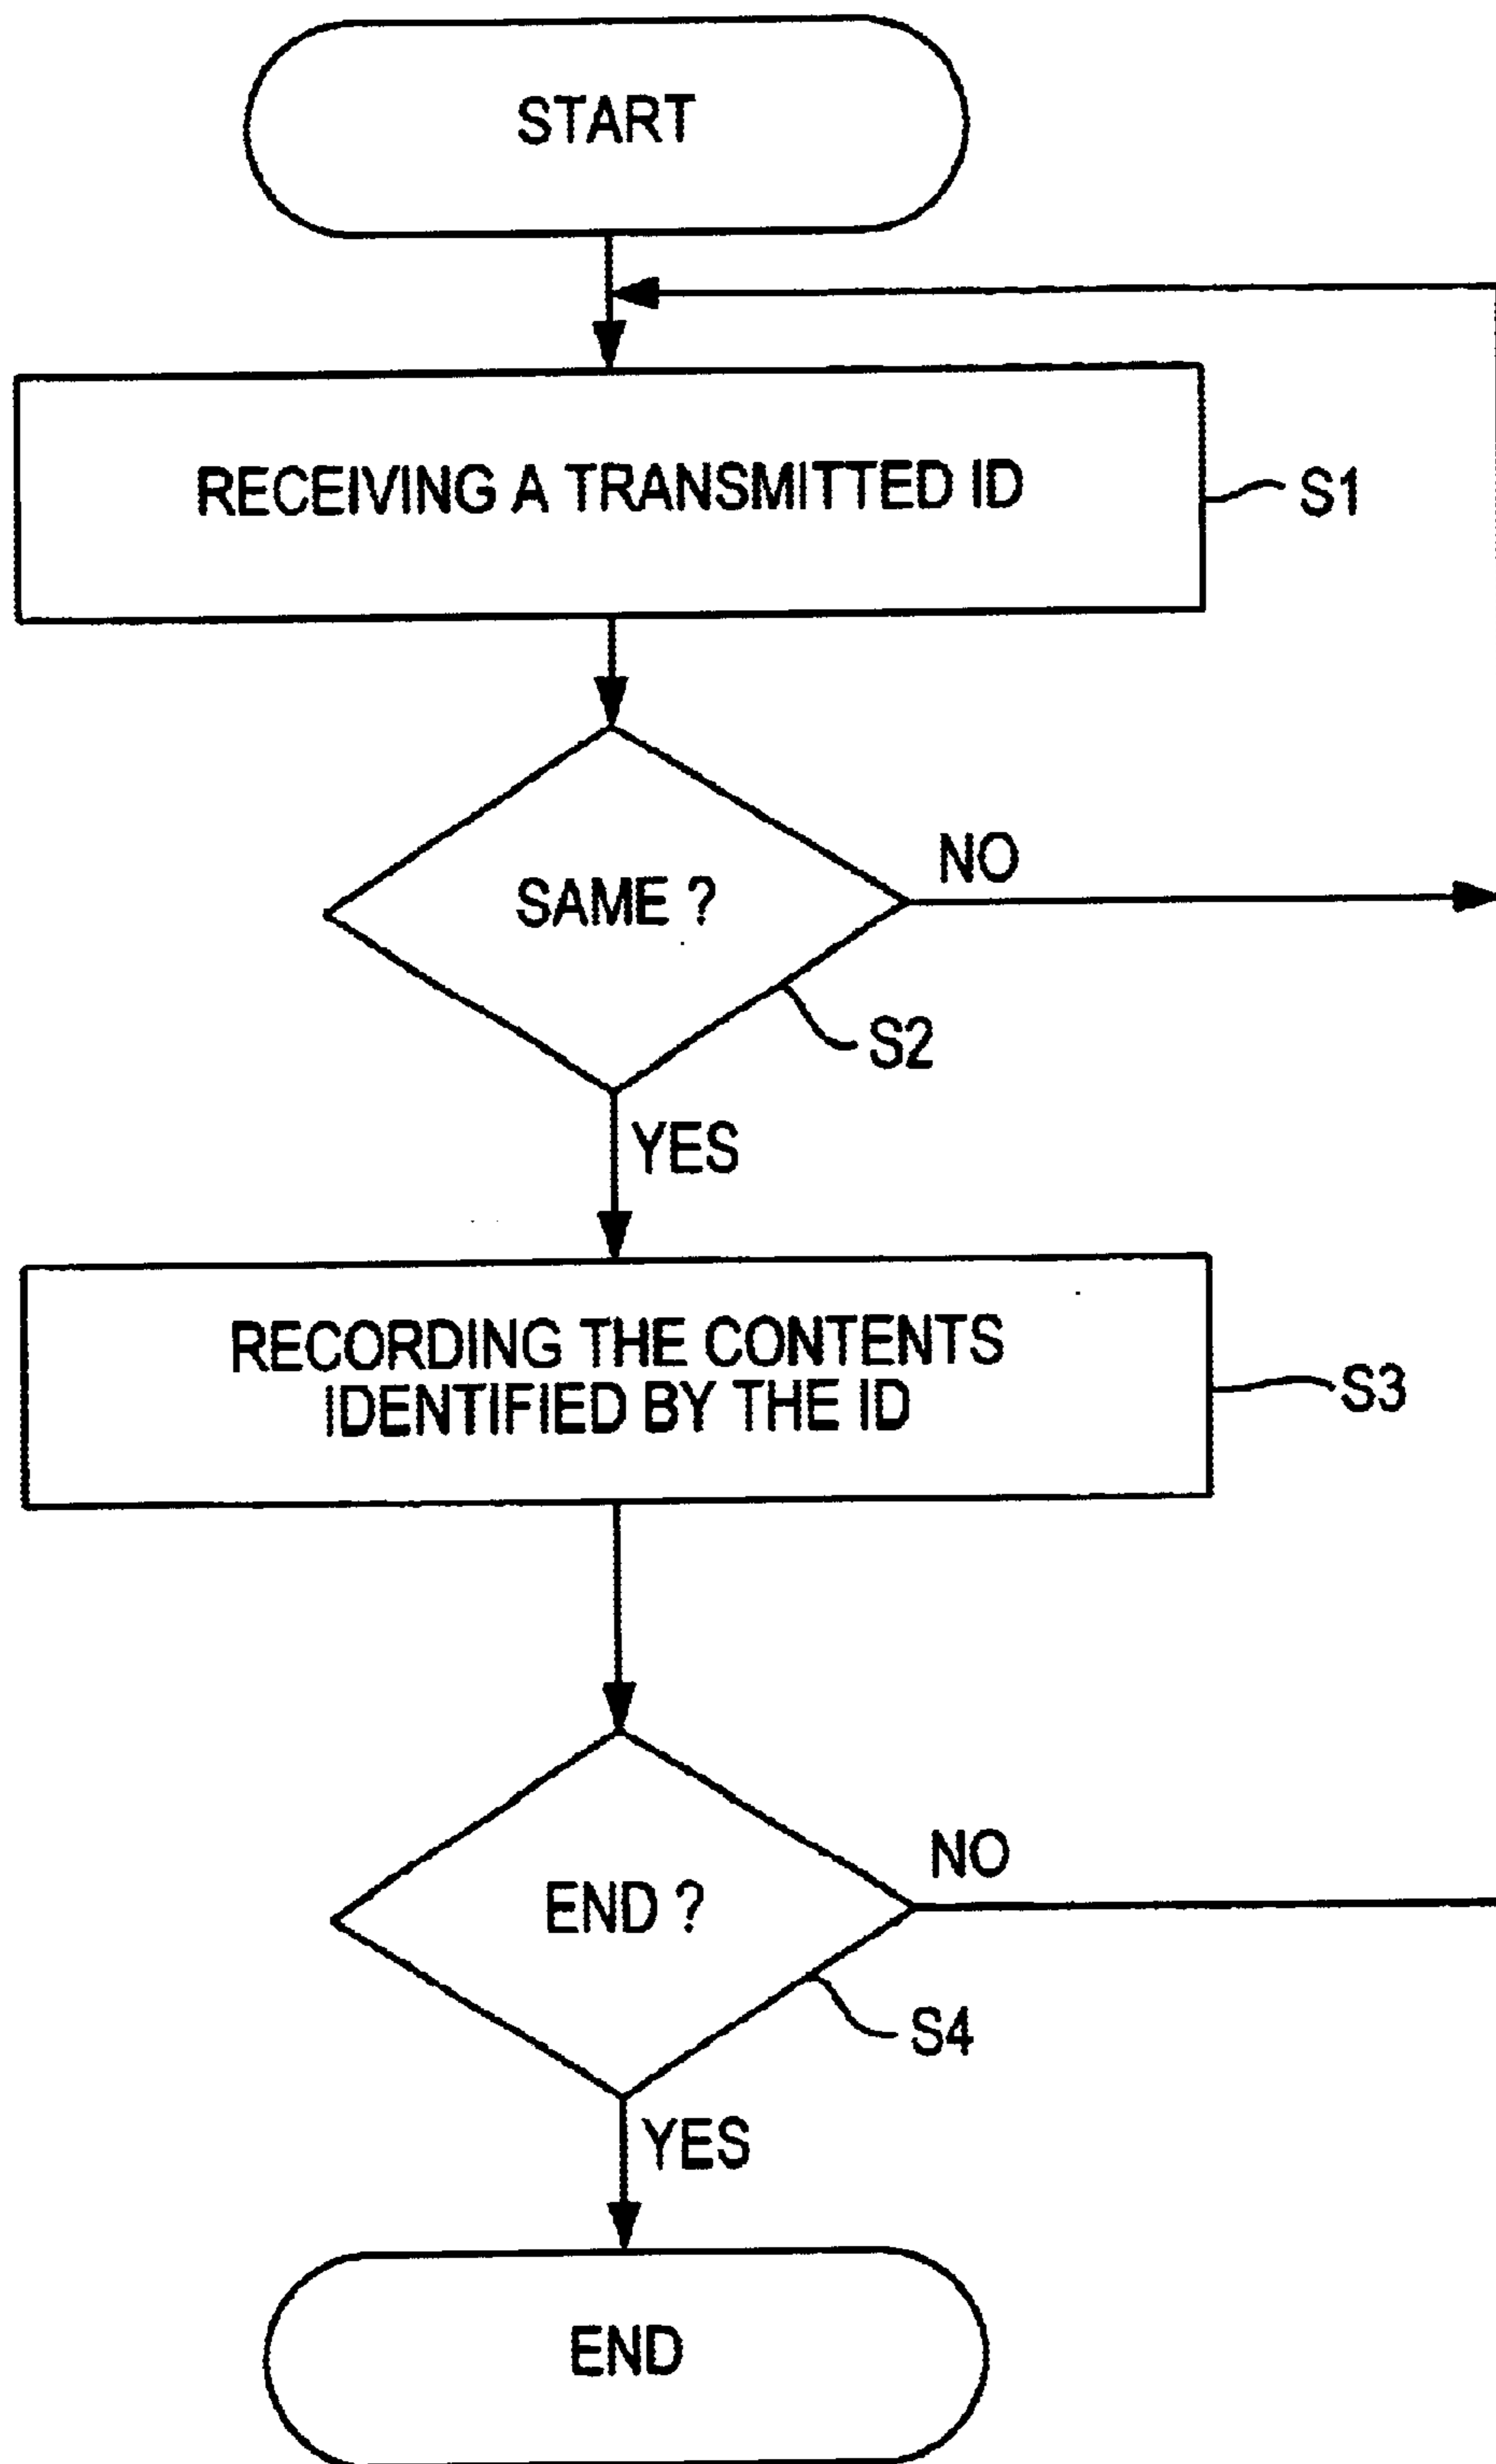 START
RECEIVING A TRANSMITTED ID
S1
SAME ?
NO
S2
YES
RECORDING THE CONTENTS
IDENTIFIED BY THE ID
S3
END ?
NO
S4
YES
END